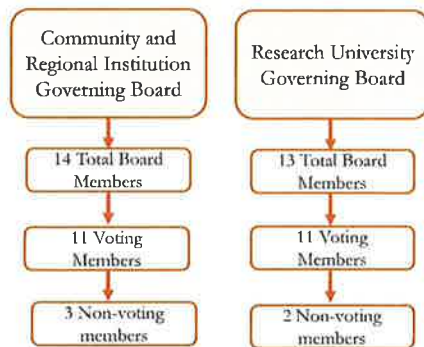 Community and
Regional Institution
Governing Board
14 Total Board
Members
11 Voting
Members
3 Non-voting
members
Research University
Governing Board
13 Total Board
Members
11 Voting
Members
2 Non-voting
members